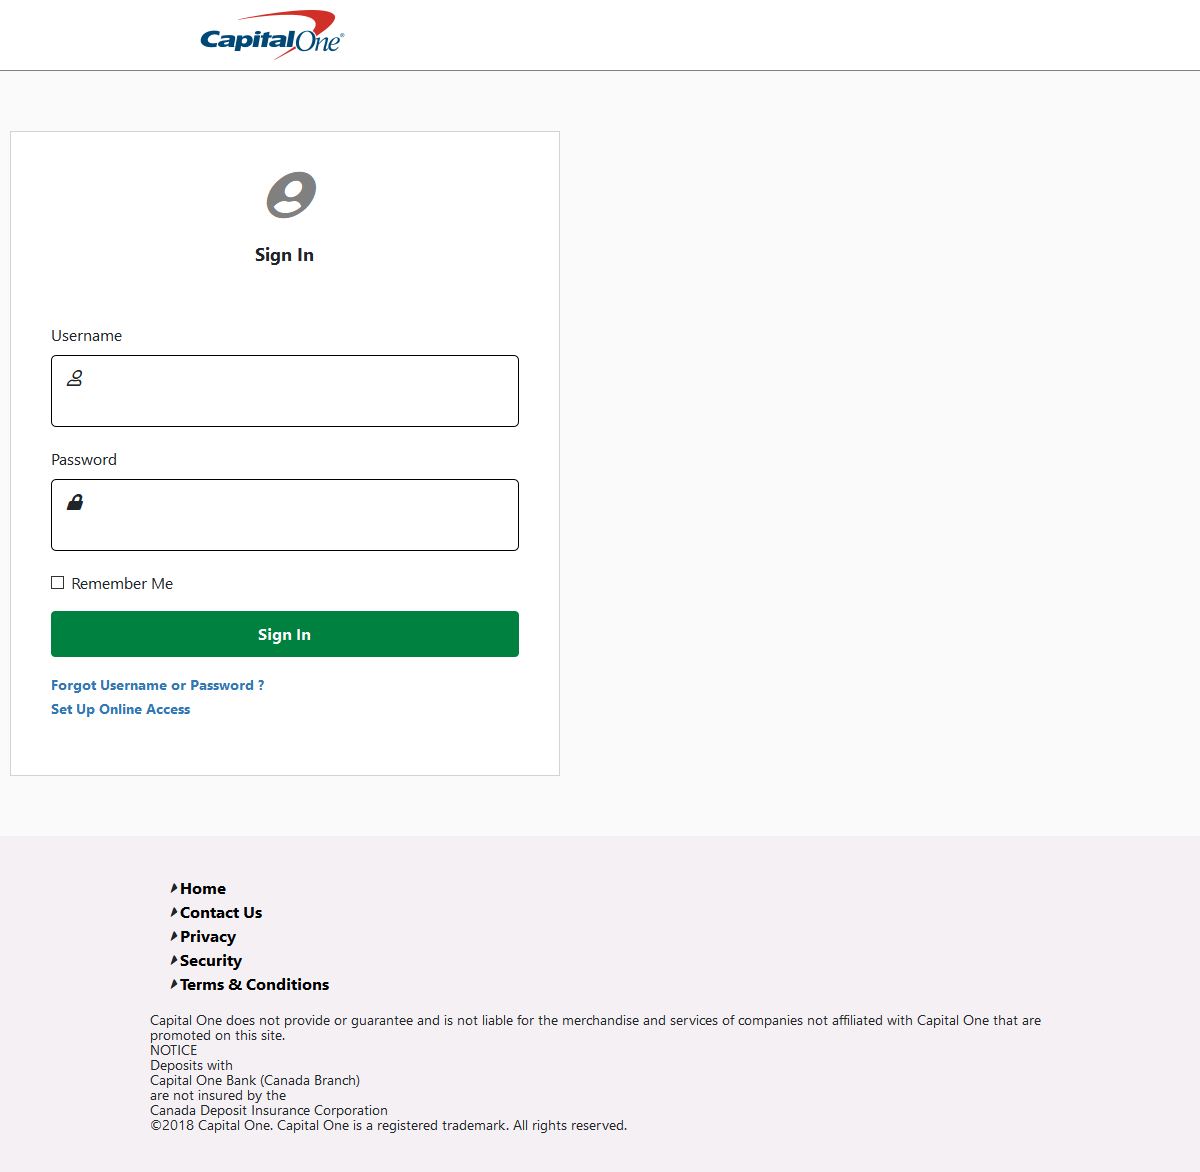 Capital One®
Sign In
Username
Password
Remember Me
Sign In
Forgot Username or Password ?
Set Up Online Access
Home
Contact Us
Privacy
Security
Terms & Conditions
Capital One does not provide or guarantee and is not liable for the merchandise and services of companies not affiliated with Capital One that are
promoted on this site.
NOTICE
Deposits with
Capital One Bank (Canada Branch)
are not insured by the
Canada Deposit Insurance Corporation
©2018 Capital One. Capital One is a registered trademark. All rights reserved.